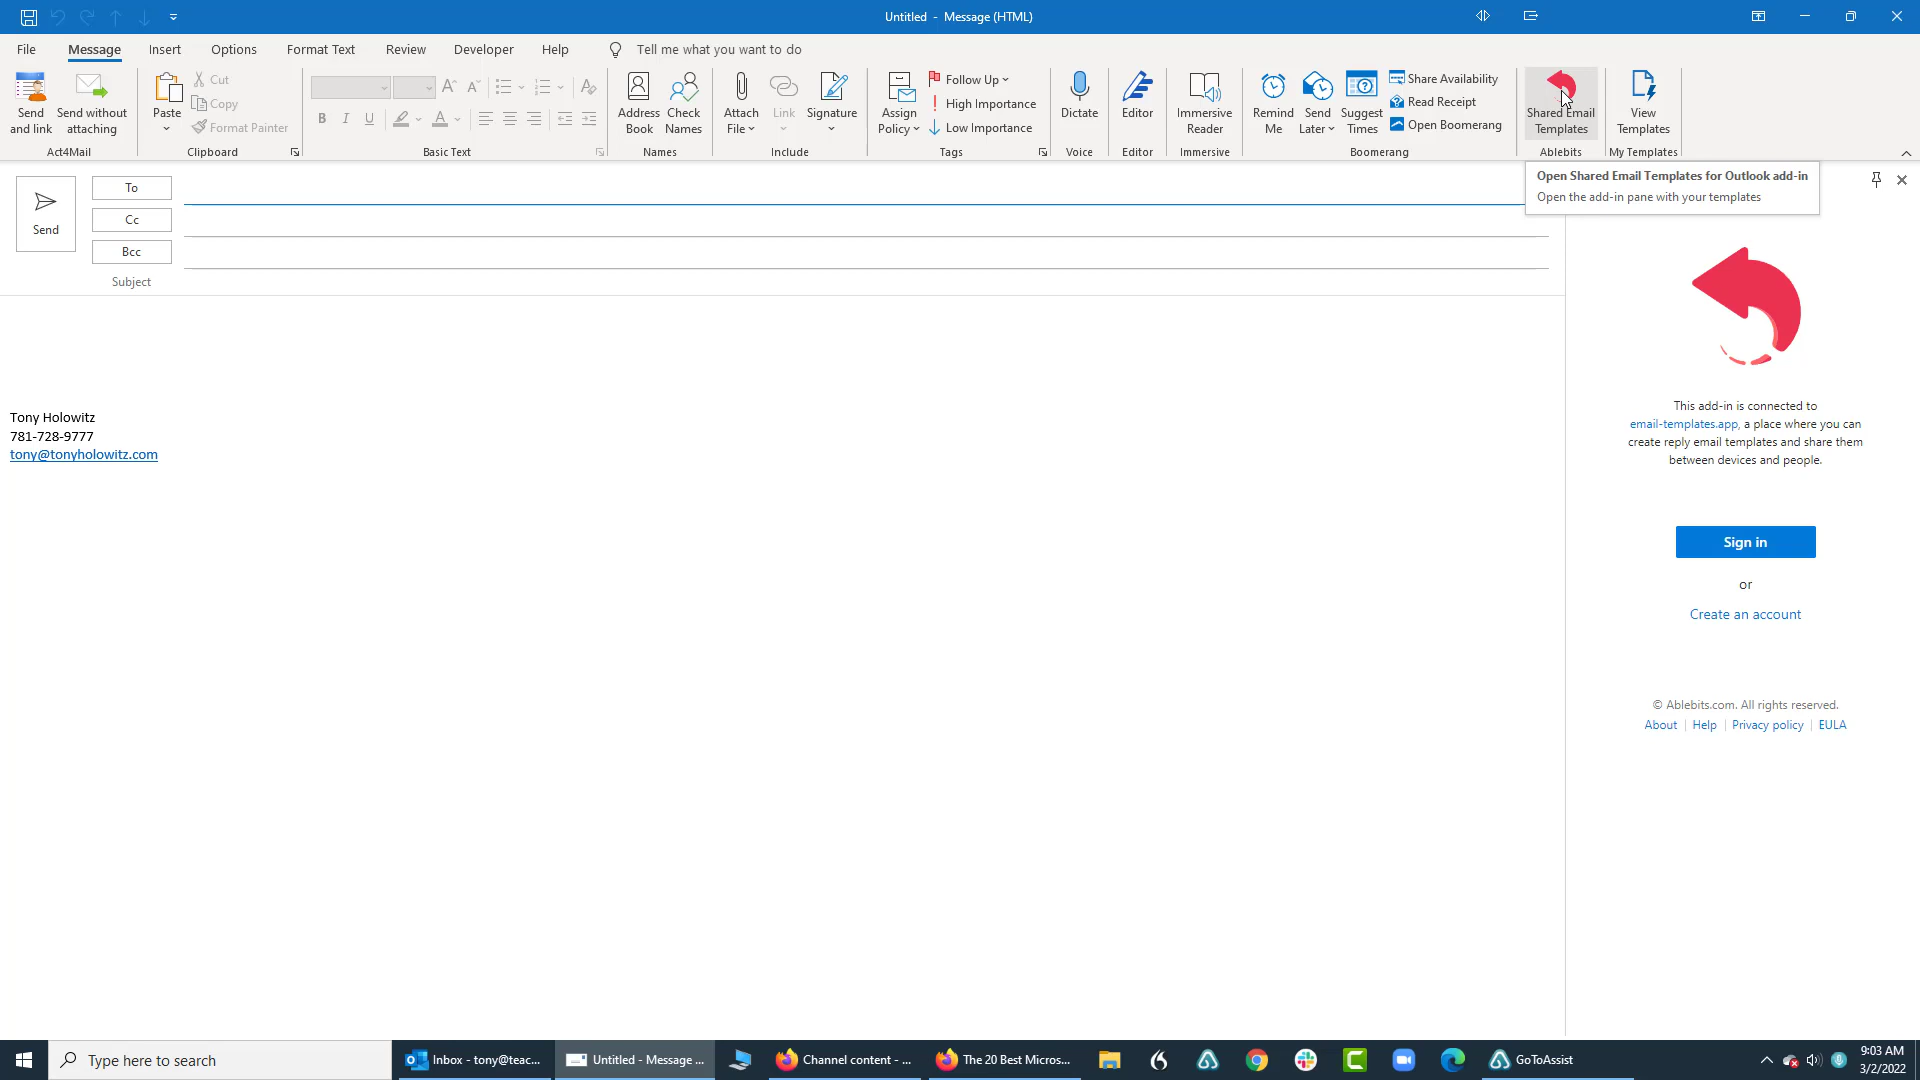 Untitled - Message (HTML)
File Message Insert Options Format Text Review Developer Help Tell me what you want to do
Send and link
Send without attaching
Act4Mail
Paste
Cut
Copy
Format Painter
Clipboard
Basic Text
Address Book
Check Names
Names
Attach File
Link
Signature
Include
Assign Policy
Follow Up
High Importance
Low Importance
Tags
Dictate
Voice
Editor
Editor
Immersive Reader
Immersive
Remind Me
Send Later
Suggest Times
Share Availability
Read Receipt
Open Boomerang
Boomerang
Shared Email Templates
Ablebits
View Templates
My Templates
Open Shared Email Templates for Outlook add-in
Open the add-in pane with your templates
Send
To
Cc
Bcc
Subject
Tony Holowitz
781-728-9777
tony@tonyholowitz.com
This add-in is connected to
email-templates.app, a place where you can
create reply email templates and share them
between devices and people.
Sign in
or
Create an account
© Ablebits.com. All rights reserved.
About | Help | Privacy policy | EULA
Type here to search
Inbox - tony@teac...
Untitled - Message ...
Channel content - ...
The 20 Best Micros...
GoToAssist
9:03 AM
3/2/2022